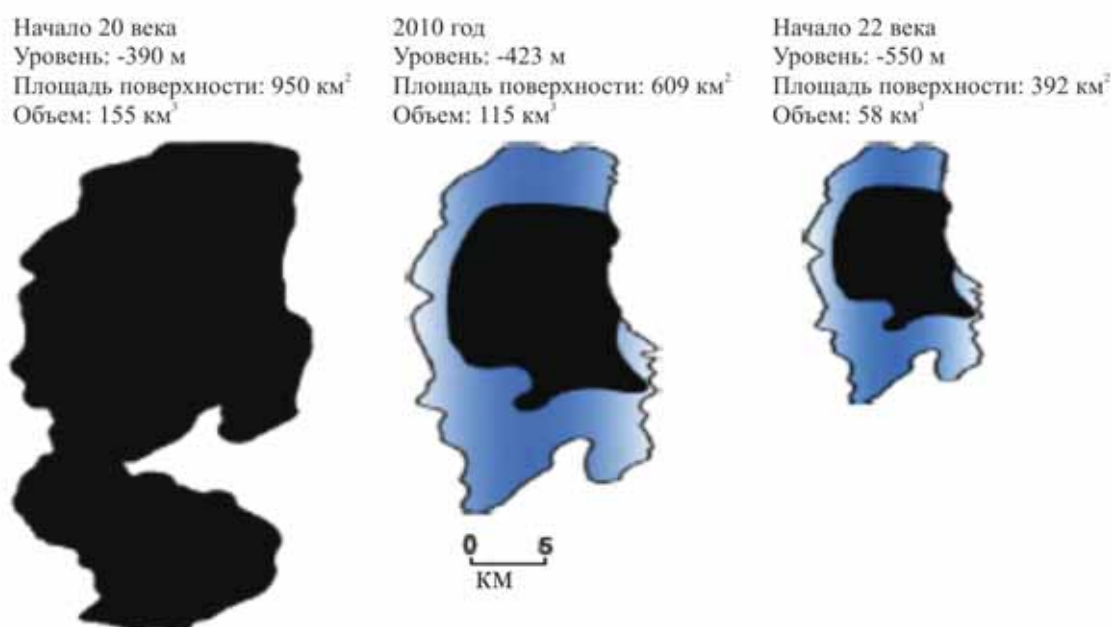 Начало 20 века
Уровень: -390 м
Площадь поверхности: 950 км²
Объем: 155 км³
2010 год
Уровень: -423 м
Площадь поверхности: 609 км²
Объем: 115 км³
Начало 22 века
Уровень: -550 м
Площадь поверхности: 392 км²
Объем: 58 км³
0 5
КМ